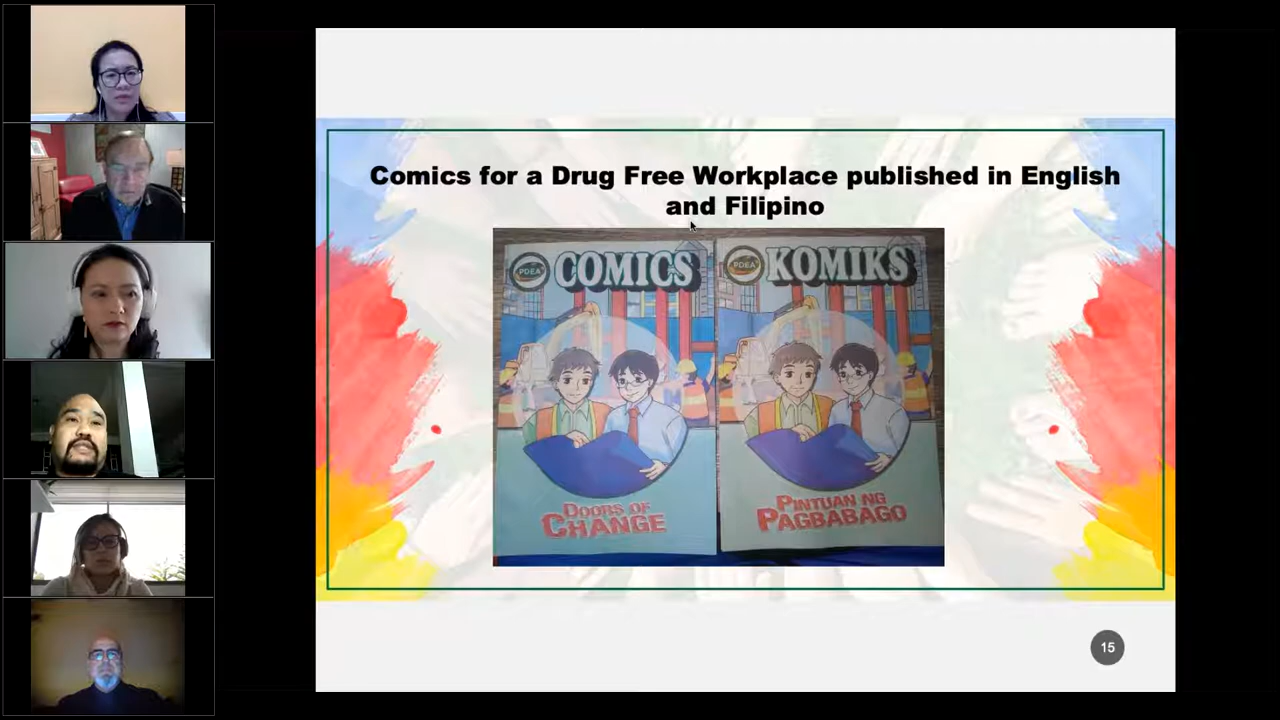 Comics for a Drug Free Workplace published in English
and Filipino
PDEA COMICS
PDEA KOMIKS
DOORS OF
CHANGE
PINTUAN NG
PAGBABAGO
15